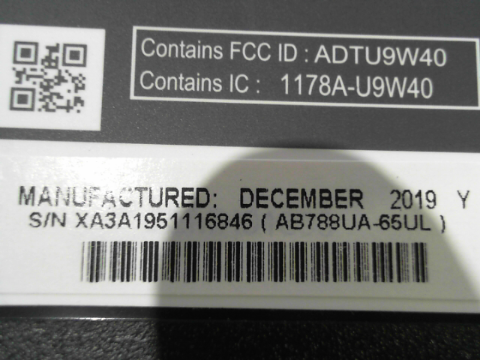 Contains FCC ID : ADTU9W40
Contains IC : 1178A-U9W40
MANUFACTURED: DECEMBER 2019 Y
S/N XA3A1951116846 ( AB788UA-65UL )